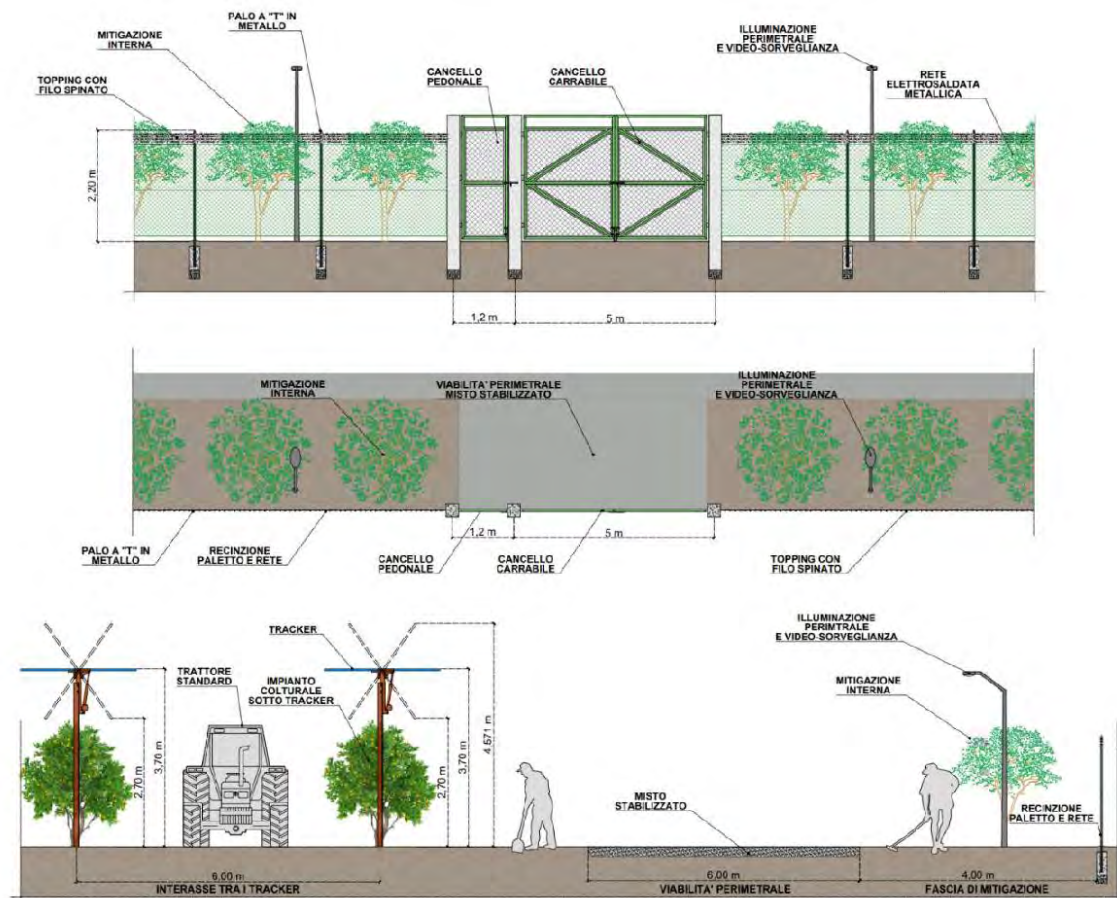 PALO A "T" IN
METALLO
MITIGAZIONE
INTERNA
TOPPING CON
FILO SPINATO
CANCELLO
PEDONALE
CANCELLO
CARRABILE
ILLUMINAZIONE
PERIMETRALE
E VIDEO-SORVEGLIANZA
RETE
ELETTROSALDATA
METALLICA
2,20 m
1,2 m
5 m
MITIGAZIONE
INTERNA
VIABILITA' PERIMETRALE
MISTO STABILIZZATO
ILLUMINAZIONE
PERIMETRALE
E VIDEO-SORVEGLIANZA
1,2 m
5 m
PALO A "T" IN
METALLO
RECINZIONE
PALETTO E RETE
CANCELLO
PEDONALE
CANCELLO
CARRABILE
TOPPING CON
FILO SPINATO
TRACKER
TRATTORE
STANDARD
IMPIANTO
COLTURALE
SOTTO TRACKER
2,70 m
3,70 m
2,70 m
3,70 m
4.571 m
ILLUMINAZIONE
PERIMTRALE
E VIDEO-SORVEGLIANZA
MITIGAZIONE
INTERNA
MISTO
STABILIZZATO
RECINZIONE
PALETTO E RETE
6,00 m
INTERASSE TRA I TRACKER
6,00 m
VIABILITA' PERIMETRALE
4,00 m
FASCIA DI MITIGAZIONE